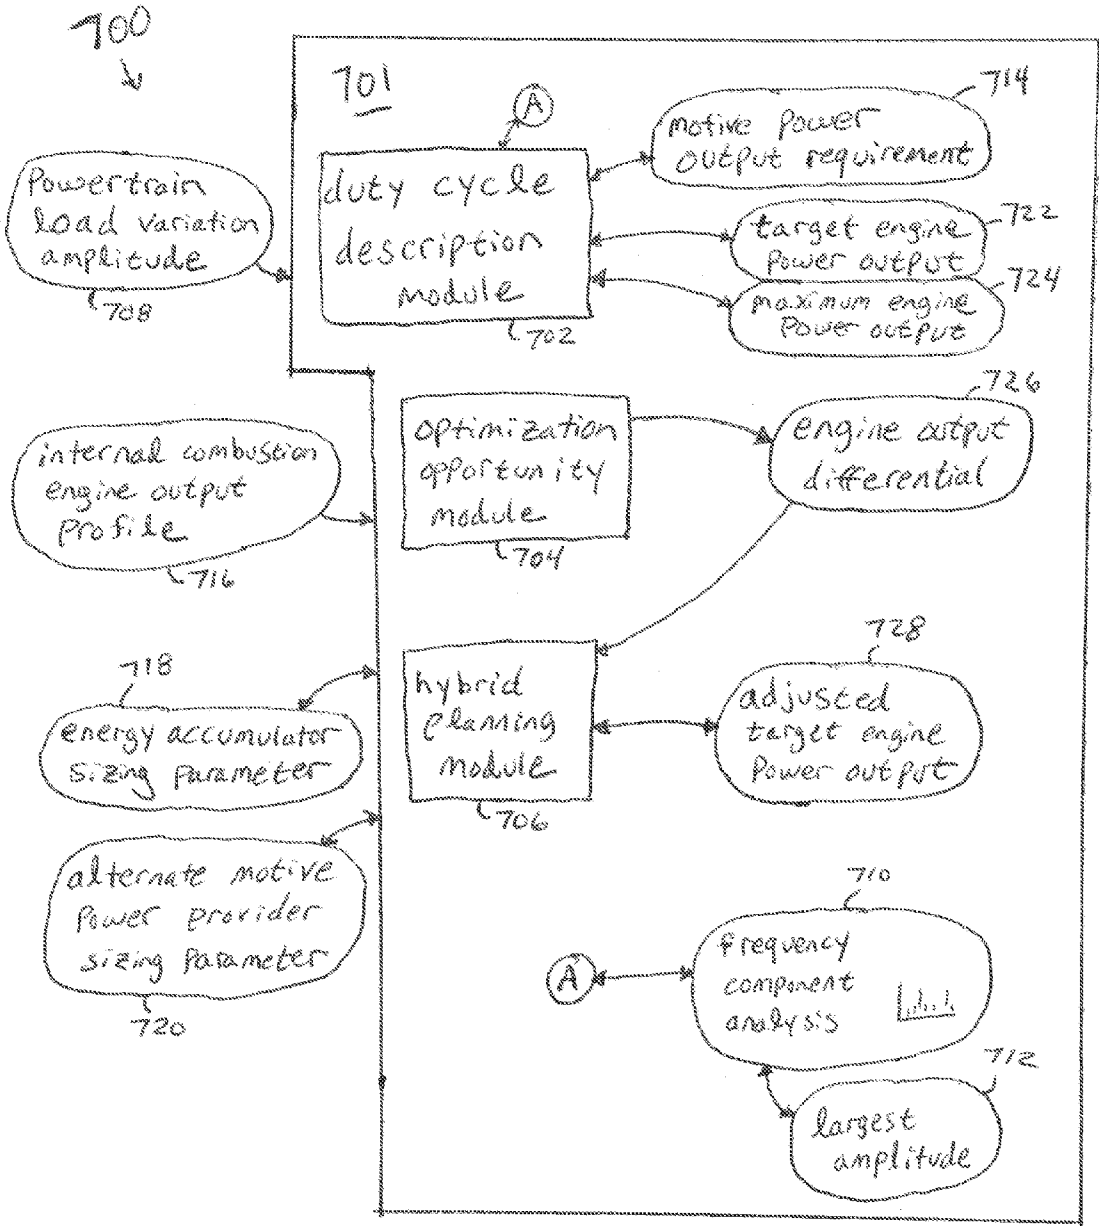 700
701
A
motive power
output requirement
714
Powertrain
load variation
amplitude
708
duty cycle
description
module
702
target engine
power output
722
maximum engine
power output
724
internal combustion
engine output
profile
716
optimization
opportunity
module
704
engine output
differential
726
718
energy accumulator
sizing parameter
hybrid
planning
module
706
728
adjusted
target engine
power output
alternate motive
power provider
sizing parameter
720
A
710
frequency
component
analysis
712
largest
amplitude